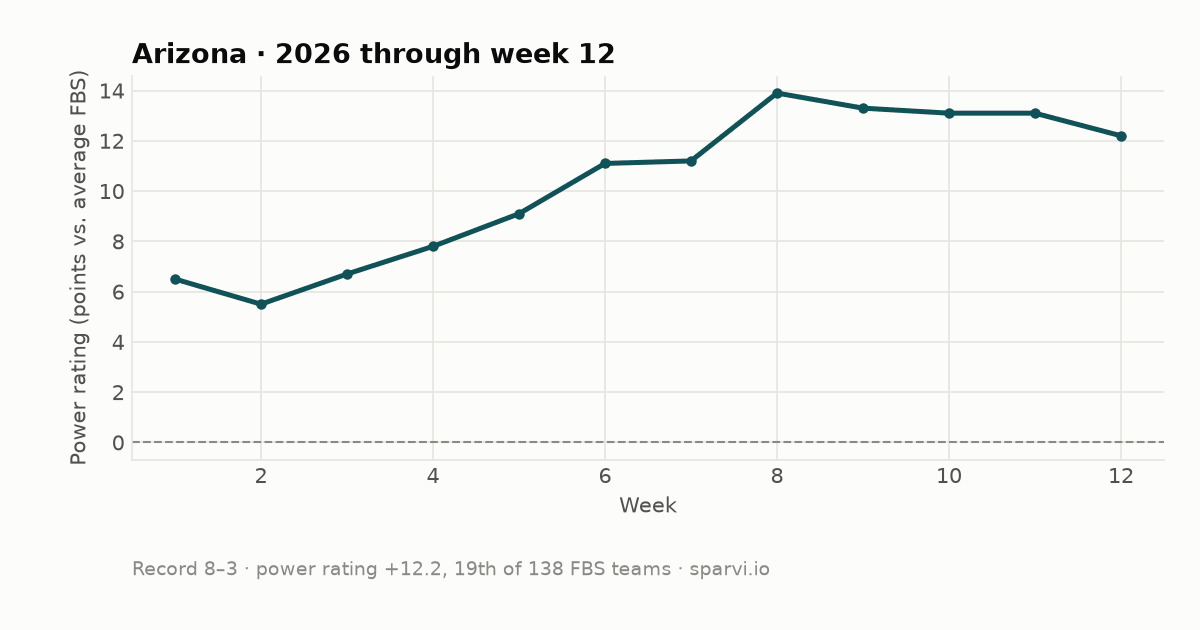 Arizona · 2026 through week 12
Power rating (points vs. average FBS)
14
12
10
8
6
4
2
0
2 4 6 8 10 12
Week
Record 8–3 · power rating +12.2, 19th of 138 FBS teams · sparvi.io